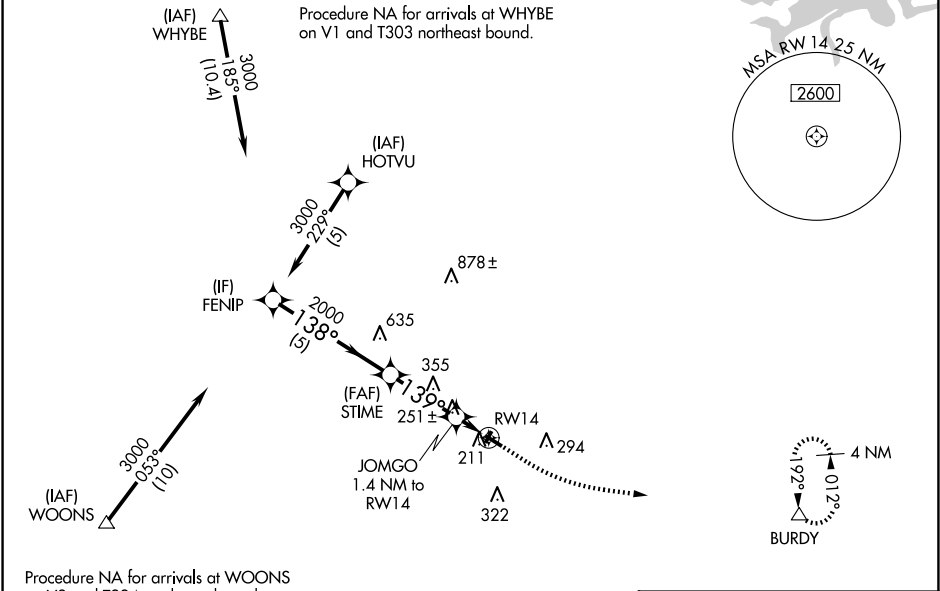 (IAF)
WHYBE
Procedure NA for arrivals at WHYBE
on V1 and T303 northeast bound.
3000
185°
(10.4)
MSA RW 14 25 NM
2600
(IAF)
HOTVU
3000
229°
(5)
(IF)
FENIP
2000
138°
(5)
878±
635
355
(FAF)
STIME
139°
251±
RW14
211
294
JOMGO
1.4 NM to
RW14
322
3000
053°
(10)
(IAF)
WOONS
4 NM
192°
012°
BURDY
Procedure NA for arrivals at WOONS